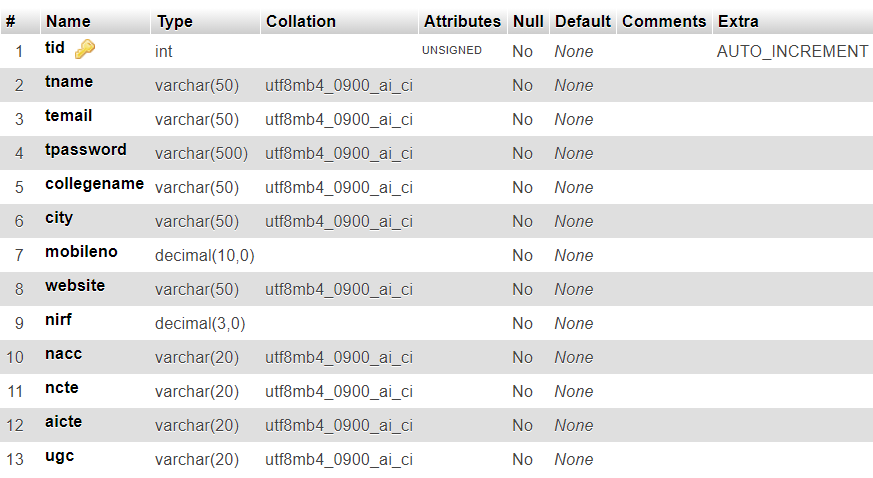 # Name Type Collation Attributes Null Default Comments Extra
1 tid int UNSIGNED No None AUTO_INCREMENT
2 tname varchar(50) utf8mb4_0900_ai_ci No None
3 temail varchar(50) utf8mb4_0900_ai_ci No None
4 tpassword varchar(500) utf8mb4_0900_ai_ci No None
5 collegename varchar(50) utf8mb4_0900_ai_ci No None
6 city varchar(50) utf8mb4_0900_ai_ci No None
7 mobileno decimal(10,0) No None
8 website varchar(50) utf8mb4_0900_ai_ci No None
9 nirf decimal(3,0) No None
10 nacc varchar(20) utf8mb4_0900_ai_ci No None
11 ncte varchar(20) utf8mb4_0900_ai_ci No None
12 aicte varchar(20) utf8mb4_0900_ai_ci No None
13 ugc varchar(20) utf8mb4_0900_ai_ci No None